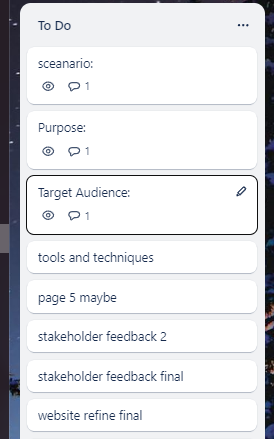 To Do
sceanario:
1
Purpose:
1
Target Audience:
1
tools and techniques
page 5 maybe
stakeholder feedback 2
stakeholder feedback final
website refine final